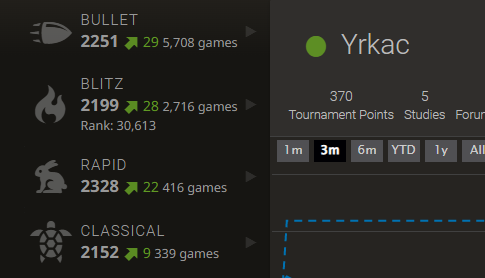 BULLET
2251 29 5,708 games
BLITZ
2199 28 2,716 games
Rank: 30,613
RAPID
2328 22 416 games
CLASSICAL
2152 9 339 games
Yrkac
370 5
Tournament Points Studies Forum
1m 3m 6m YTD 1y All